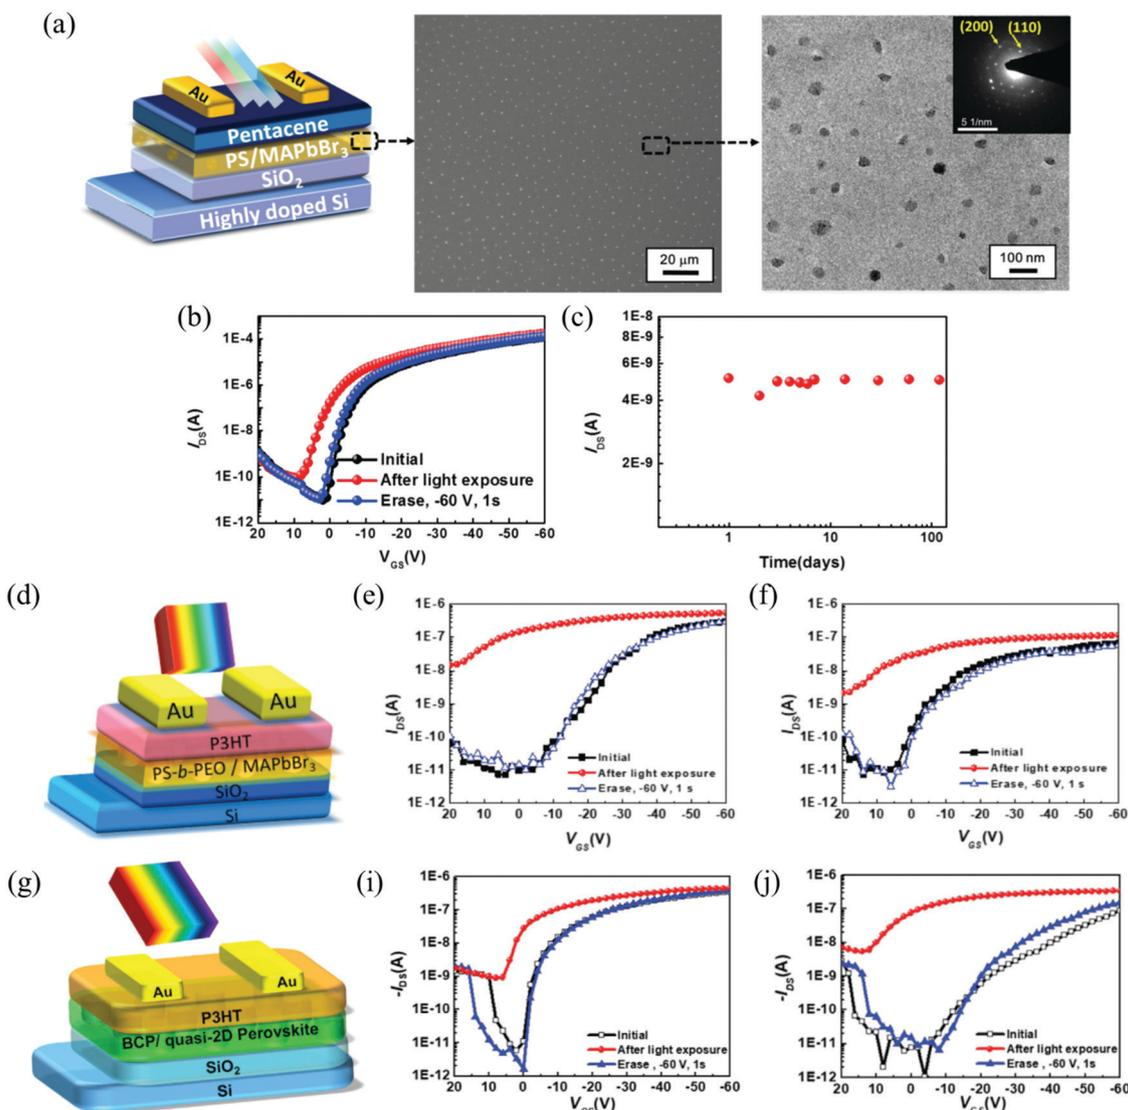 (a)
Au
Au
Pentacene
PS/MAPbBr3
SiO2
Highly doped Si
20 μm
(200) (110)
5 1/nm
100 nm
(b)
1E-4
1E-6
1E-8
1E-10
1E-12
IDS(A)
Initial
After light exposure
Erase, -60 V, 1s
20 10 0 -10 -20 -30 -40 -50 -60
VGS(V)
(c)
1E-8
8E-9
6E-9
4E-9
2E-9
IDS(A)
1 10 100
Time(days)
(d)
Au
Au
P3HT
PS-b-PEO / MAPbBr3
SiO2
Si
(e)
1E-6
1E-7
1E-8
1E-9
1E-10
1E-11
1E-12
IDS(A)
Initial
After light exposure
Erase, -60 V, 1 s
20 10 0 -10 -20 -30 -40 -50 -60
VGS(V)
(f)
1E-6
1E-7
1E-8
1E-9
1E-10
1E-11
1E-12
IDS(A)
Initial
After light exposure
Erase, -60 V, 1 s
20 10 0 -10 -20 -30 -40 -50 -60
VGS(V)
(g)
Au
Au
P3HT
BCP/ quasi-2D Perovskite
SiO2
Si
(i)
1E-6
1E-7
1E-8
1E-9
1E-10
1E-11
1E-12
-IDS(A)
Initial
After light exposure
Erase , -60 V, 1s
20 10 0 -10 -20 -30 -40 -50 -60
VGS(V)
(j)
1E-6
1E-7
1E-8
1E-9
1E-10
1E-11
1E-12
-IDS(A)
Initial
After light exposure
Erase , -60 V, 1s
20 10 0 -10 -20 -30 -40 -50 -60
VGS(V)